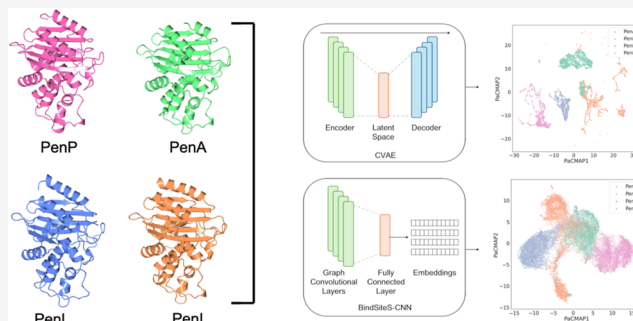 PenP
PenA
PenL
PenI
Encoder
Latent
Space
Decoder
CVAE
Graph
Convolutional
Layers
Fully
Connected
Layer
Embeddings
BindSiteS-CNN
PaCMAP2
20
10
0
-10
-20
-30
-20
-10
0
10
20
PaCMAP1
PaCMAP2
10
5
0
-5
-10
-15
-15
-10
-5
0
5
10
PaCMAP1